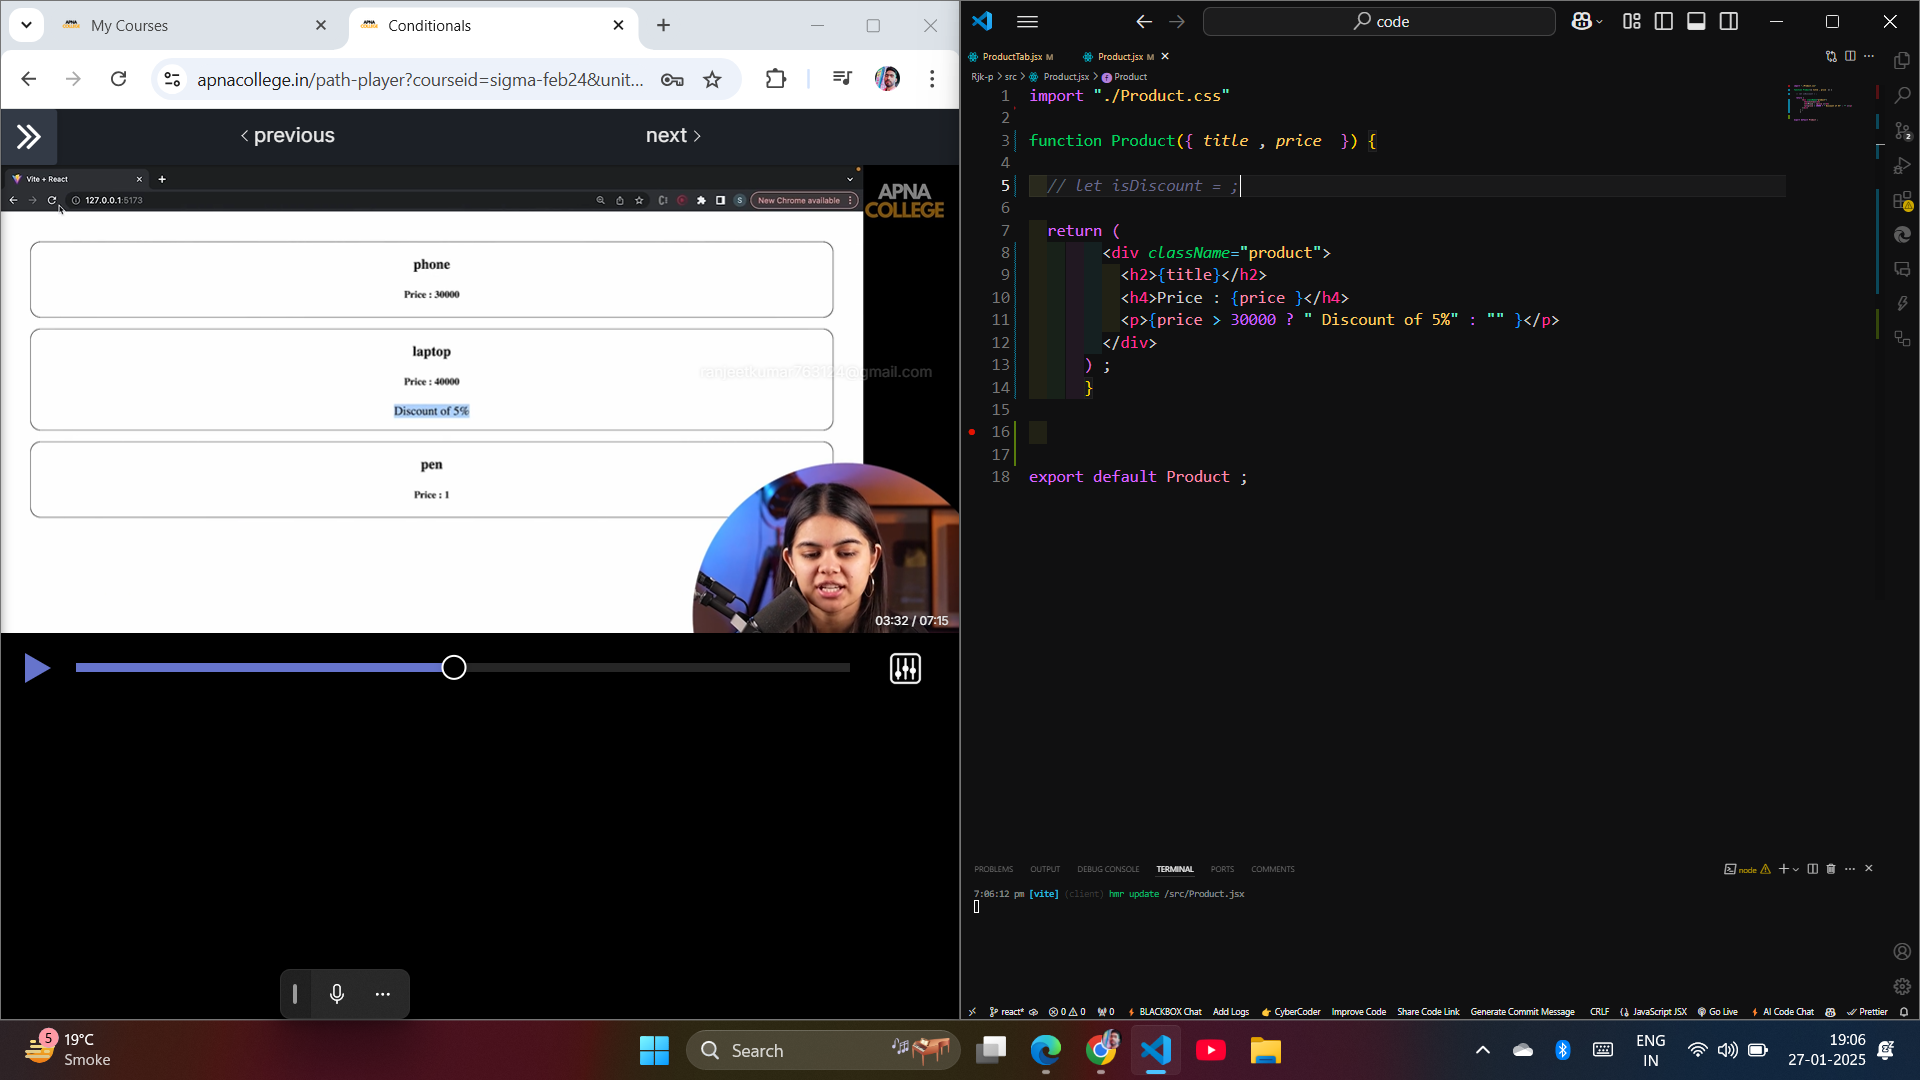 My Courses
Conditionals
apnacollege.in/path-player?courseid=sigma-feb24&unit...
previous
next
Vite + React
127.0.0.1:5173
New Chrome available
S
APNA
COLLEGE
phone
Price : 30000
laptop
Price : 40000
Discount of 5%
pen
Price : 1
03:32 / 07:15
code
ProductTab.jsx M
Product.jsx M
Rjk-p > src > Product.jsx > Product
1 import "./Product.css"
2
3 function Product({ title , price }) {
4
5 // let isDiscount = ;
6
7 return (
8 <div className="product">
9 <h2>{title}</h2>
10 <h4>Price : {price }</h4>
11 <p>{price > 30000 ? " Discount of 5%" : "" }</p>
12 </div>
13 ) ;
14 }
15
16
17
18 export default Product ;
2
PROBLEMS OUTPUT DEBUG CONSOLE TERMINAL PORTS COMMENTS
node
7:06:12 pm [vite] (client) hmr update /src/Product.jsx
react* 0 0 0 BLACKBOX Chat Add Logs CyberCoder Improve Code Share Code Link Generate Commit Message CRLF {} JavaScript JSX Go Live AI Code Chat Prettier
5
19°C
Smoke
Search
ENG
IN
19:06
27-01-2025